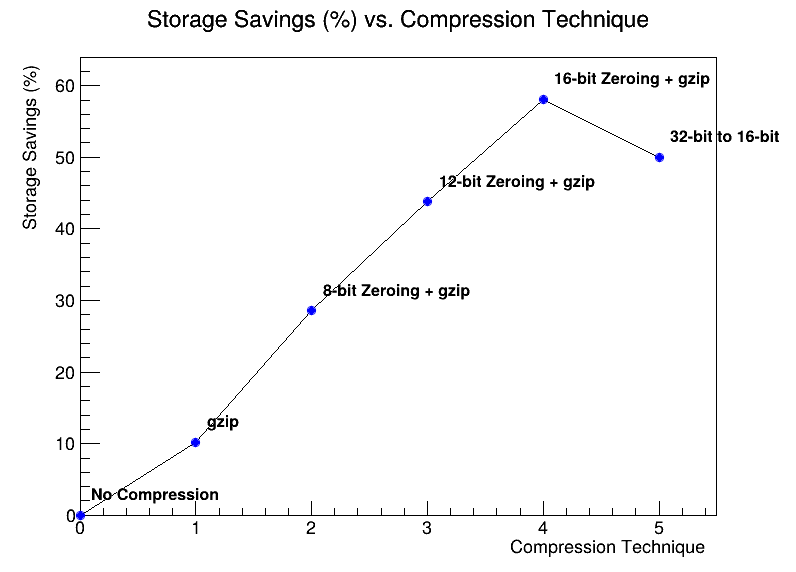 Storage Savings (%) vs. Compression Technique
Storage Savings (%)
60
50
40
30
20
10
0
16-bit Zeroing + gzip
32-bit to 16-bit
12-bit Zeroing + gzip
8-bit Zeroing + gzip
gzip
No Compression
0 1 2 3 4 5
Compression Technique